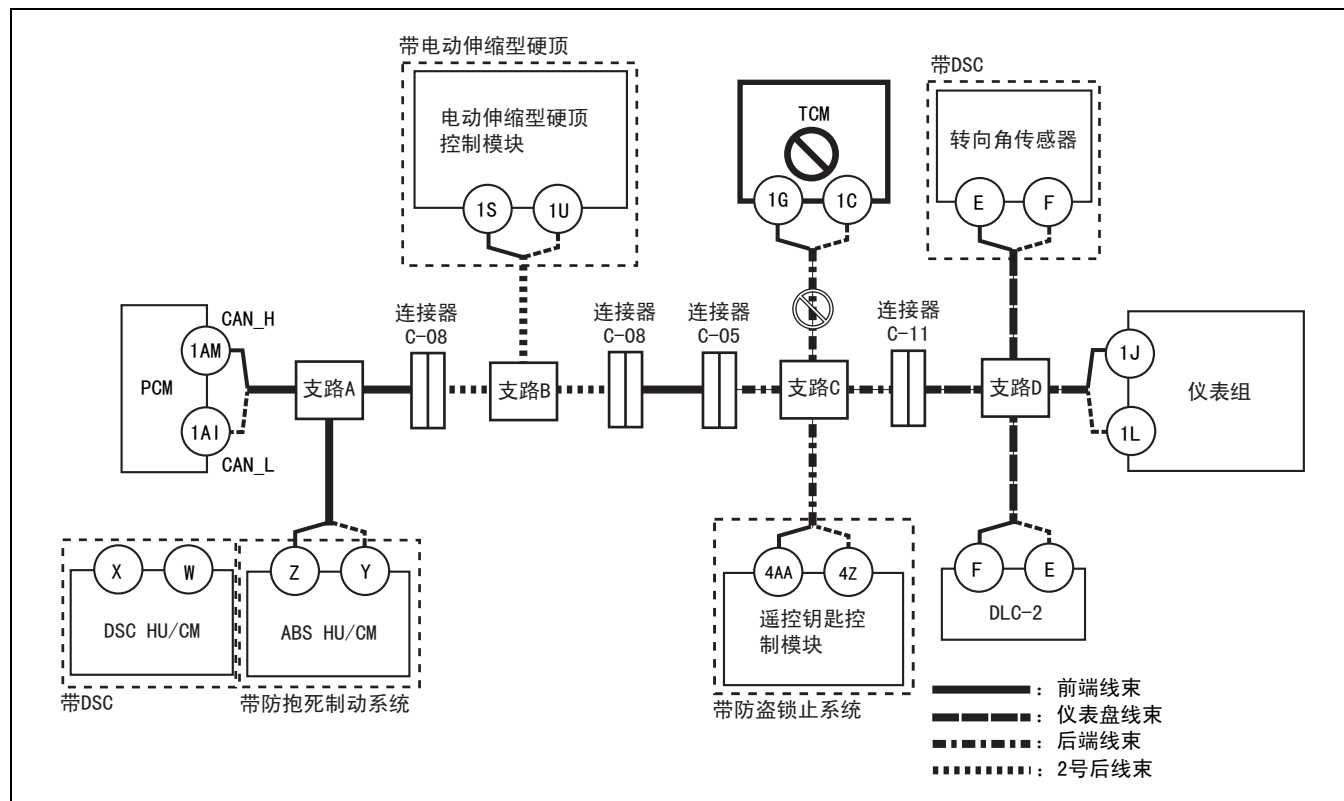 带电动伸缩型硬顶
电动伸缩型硬顶
控制模块
1S
1U
TCM
1G
1C
带DSC
转向角传感器
E
F
CAN_H
1AM
PCM
1AI
CAN_L
支路A
连接器
C-08
支路B
连接器
C-08
连接器
C-05
支路C
连接器
C-11
支路D
1J
1L
仪表组
X
W
DSC HU/CM
带DSC
Z
Y
ABS HU/CM
带防抱死制动系统
4AA
4Z
遥控钥匙控
制模块
带防盗锁止系统
F
E
DLC-2
: 前端线束
: 仪表盘线束
: 后端线束
: 2号后线束